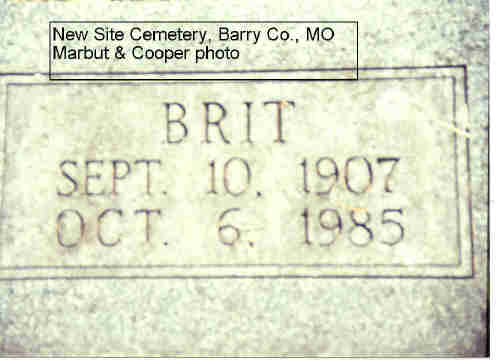 New Site Cemetery, Barry Co., MO
Marbut & Cooper photo
BRIT
SEPT. 10, 1907
OCT. 6, 1985